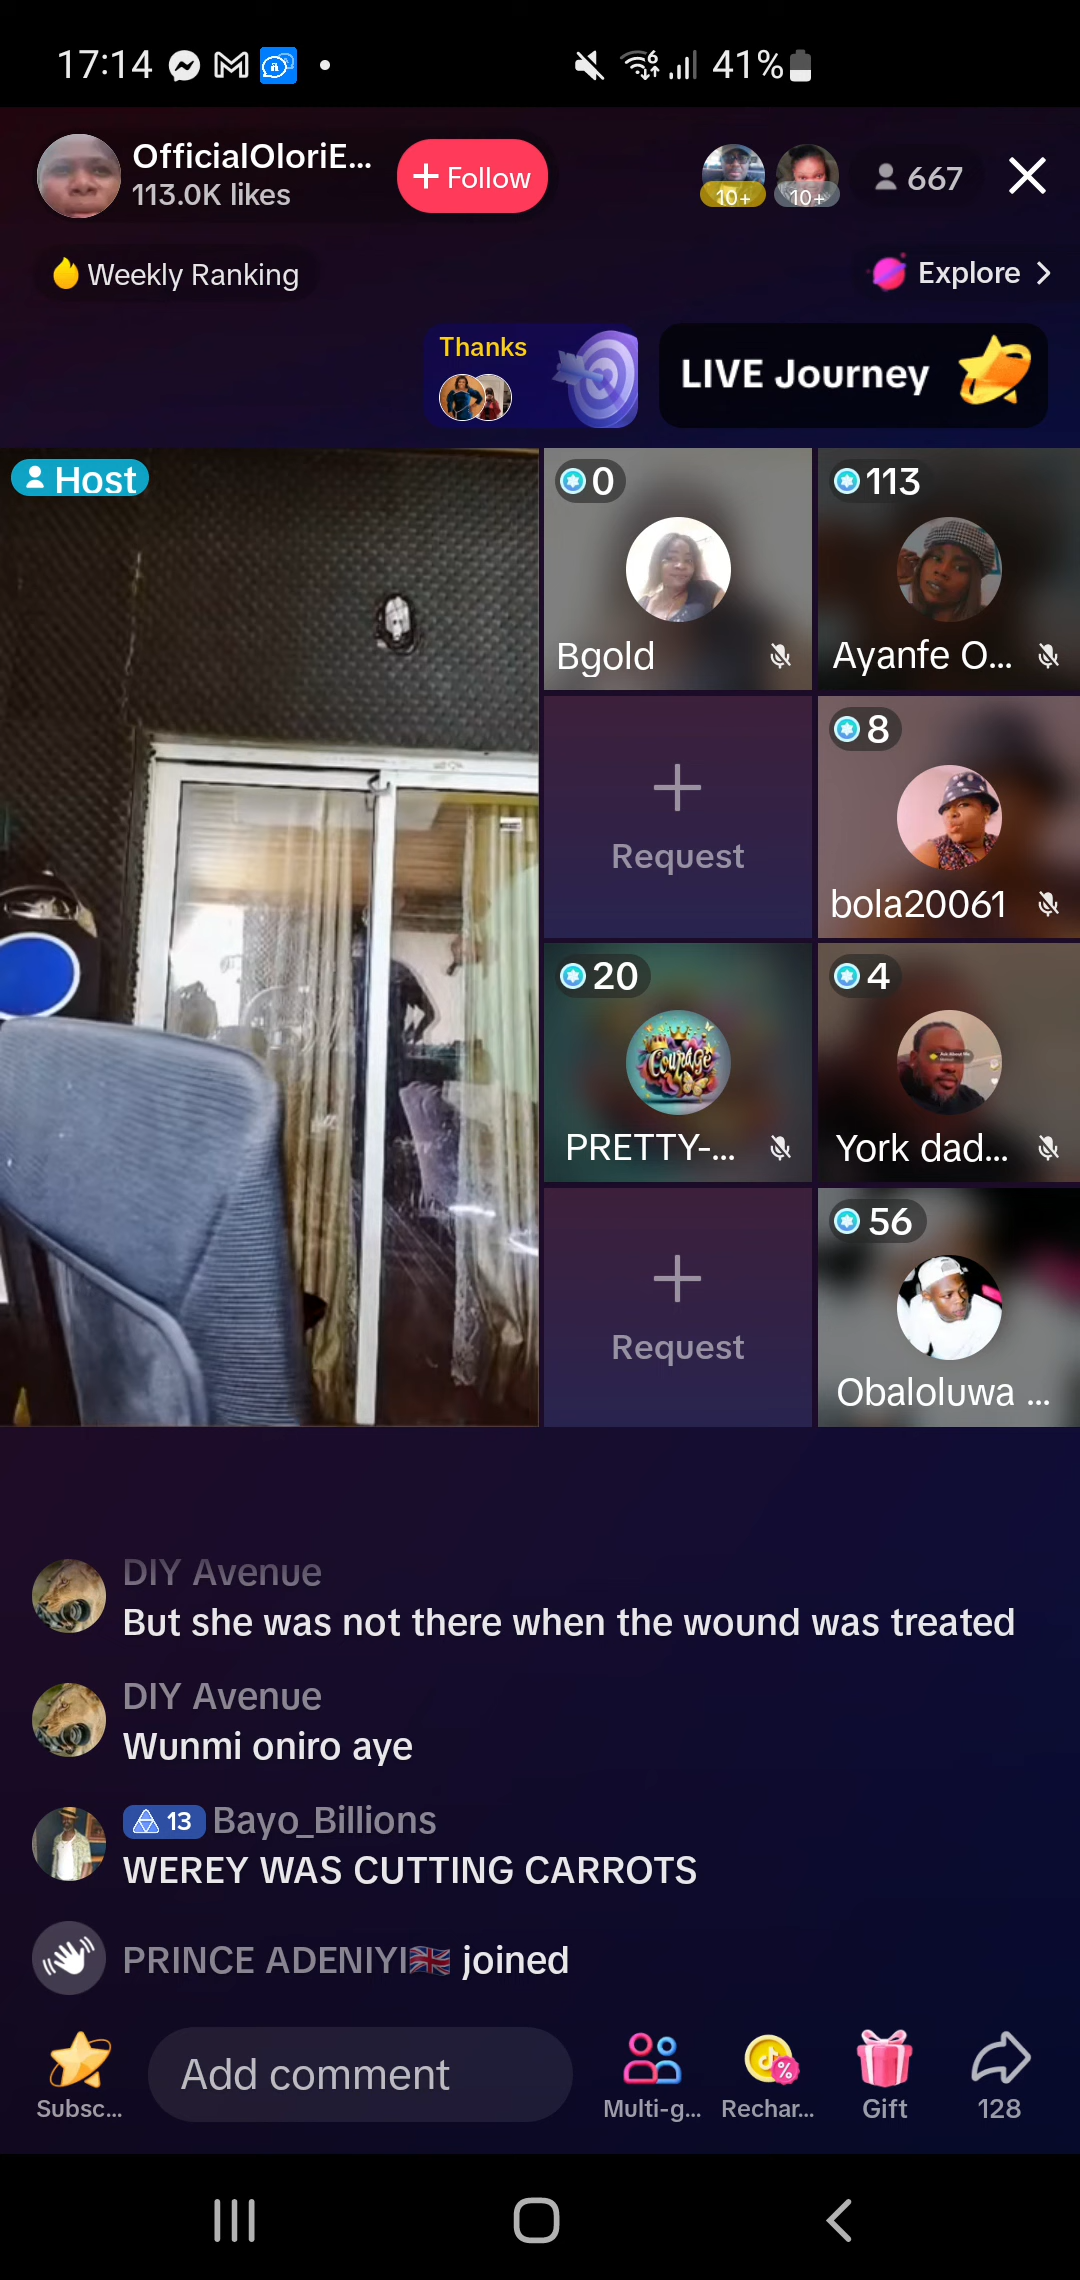 17:14
41%
OfficialOloriE...
113.0K likes
+ Follow
10+
10+
667
Weekly Ranking
Explore
Thanks
LIVE Journey
Host
0
Bgold
113
Ayanfe O...
Request
8
bola20061
20
Courage
PRETTY-...
4
York dad...
Request
56
Obaloluwa ...
DIY Avenue
But she was not there when the wound was treated
DIY Avenue
Wunmi oniro aye
13 Bayo_Billions
WEREY WAS CUTTING CARROTS
PRINCE ADENIYI🇬🇧 joined
Add comment
Subsc...
Multi-g...
Rechar...
Gift
128